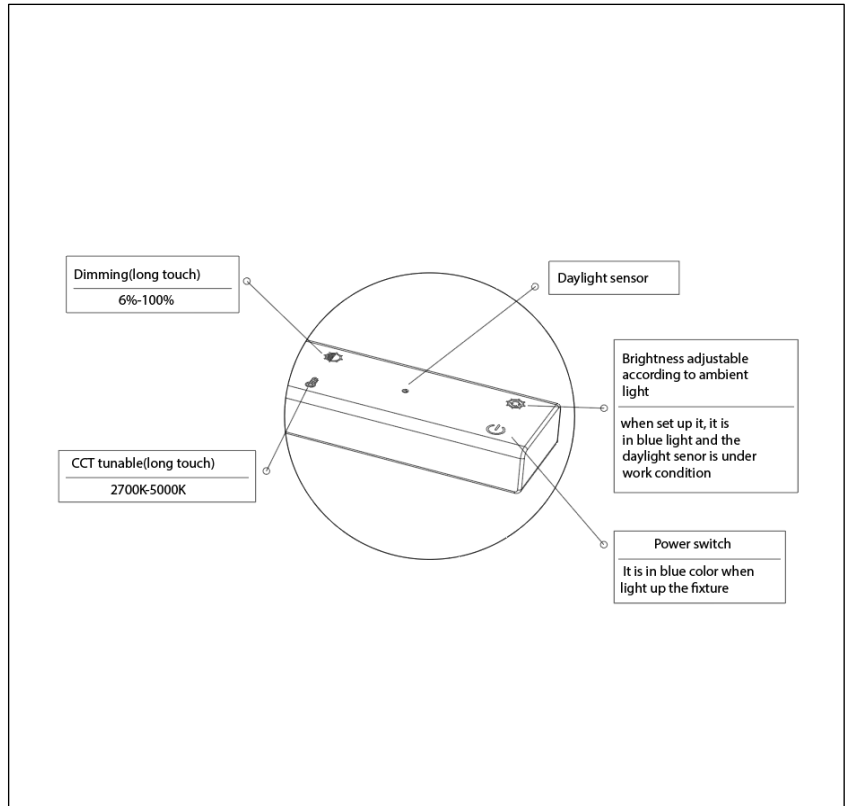 Dimming(long touch)
6%-100%
Daylight sensor
Brightness adjustable
according to ambient
light
when set up it, it is
in blue light and the
daylight senor is under
work condition
CCT tunable(long touch)
2700K-5000K
Power switch
It is in blue color when
light up the fixture